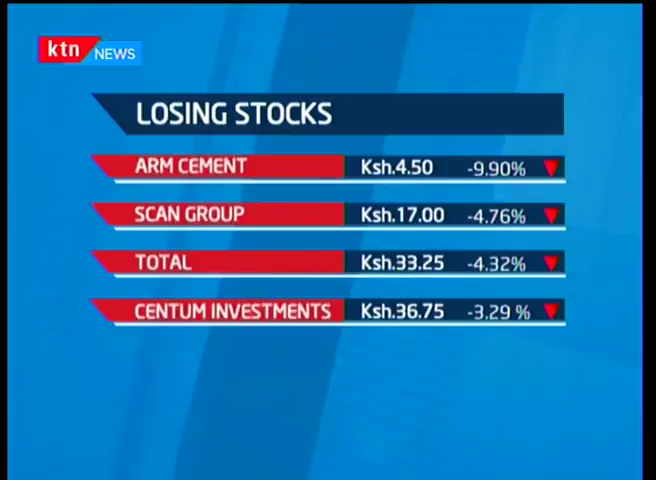 ktn NEWS
LOSING STOCKS
ARM CEMENT Ksh.4.50 -9.90%
SCAN GROUP Ksh.17.00 -4.76%
TOTAL Ksh.33.25 -4.32%
CENTUM INVESTMENTS Ksh.36.75 -3.29 %